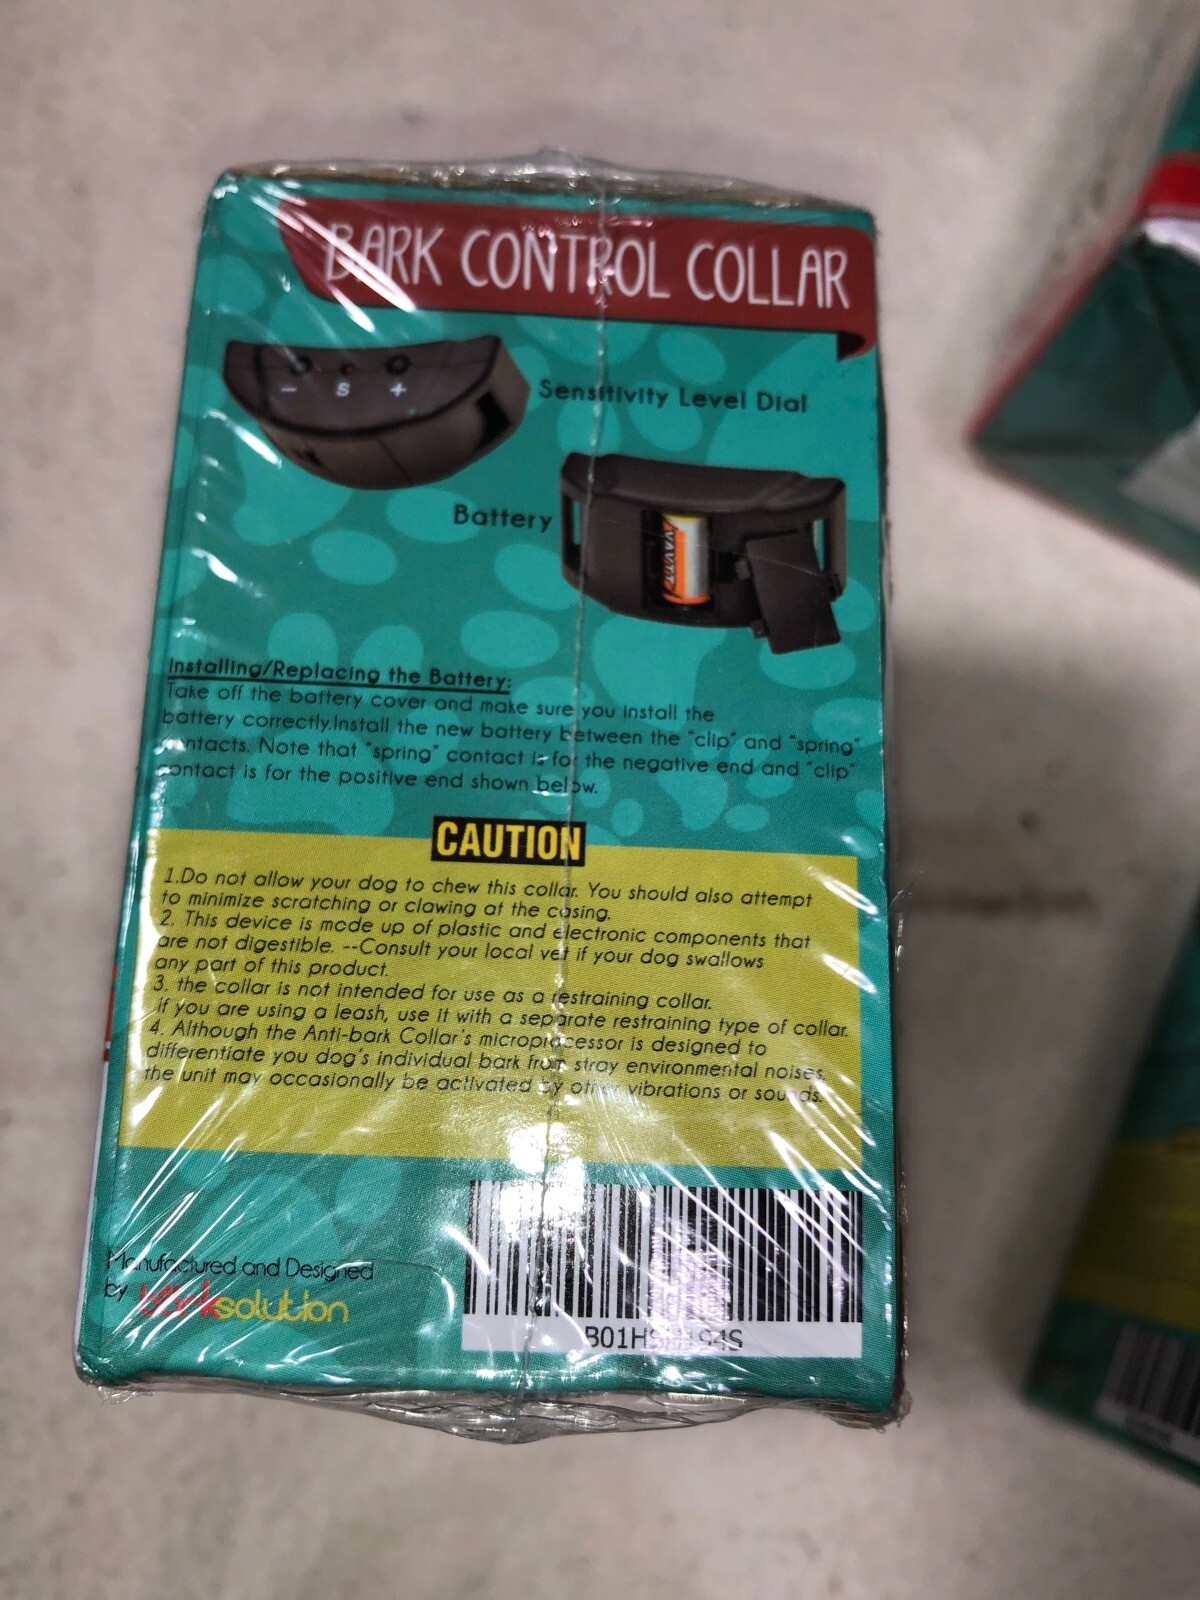 BARK CONTROL COLLAR
- S +
Sensitivity Level Dial
Battery
Installing/Replacing the Battery:
Take off the battery cover and make sure you install the
battery correctly.Install the new battery between the "clip" and "spring"
contacts. Note that "spring" contact is for the negative end and "clip"
contact is for the positive end shown below.
CAUTION
1.Do not allow your dog to chew this collar. You should also attempt
to minimize scratching or clawing at the casing.
2. This device is made up of plastic and electronic components that
are not digestible. --Consult your local vet if your dog swallows
any part of this product.
3. the collar is not intended for use as a restraining collar.
If you are using a leash, use it with a separate restraining type of collar.
4. Although the Anti-bark Collar's microprocessor is designed to
differentiate you dog's individual bark from stray environmental noises,
the unit may occasionally be activated by other vibrations or sounds.
Manufactured and Designed
by barksolution